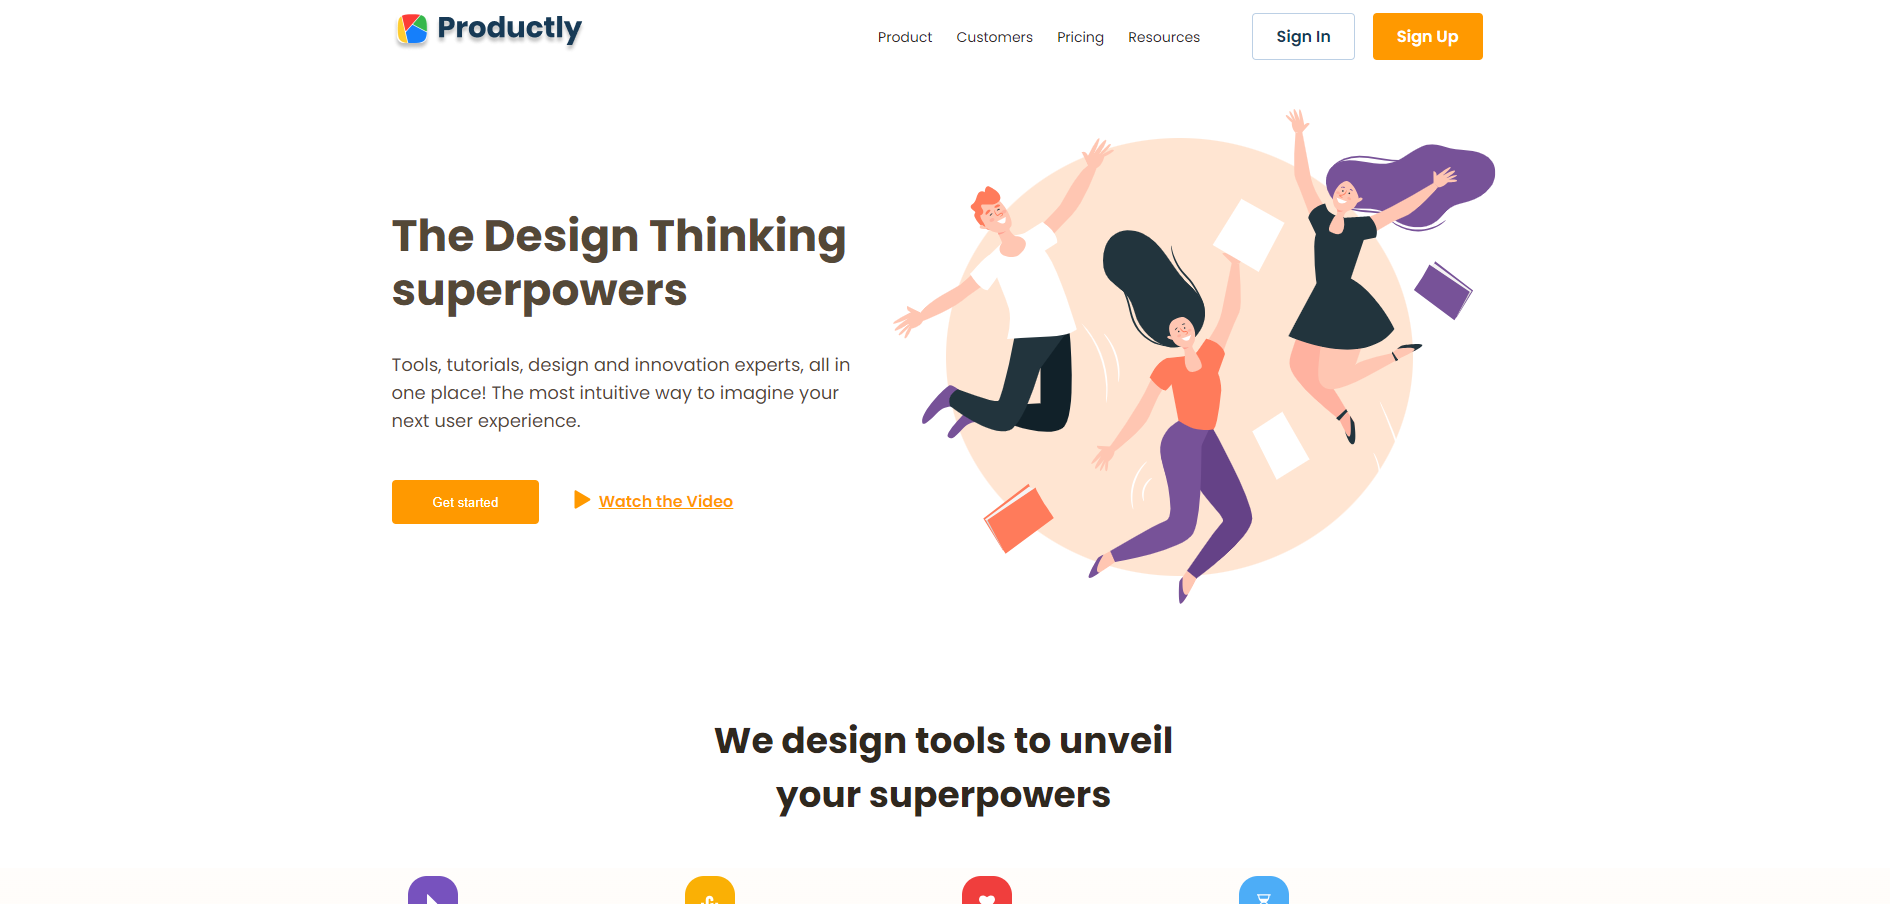 Productly
Product Customers Pricing Resources Sign In Sign Up
The Design Thinking
superpowers
Tools, tutorials, design and innovation experts, all in
one place! The most intuitive way to imagine your
next user experience.
Get started Watch the Video
We design tools to unveil
your superpowers